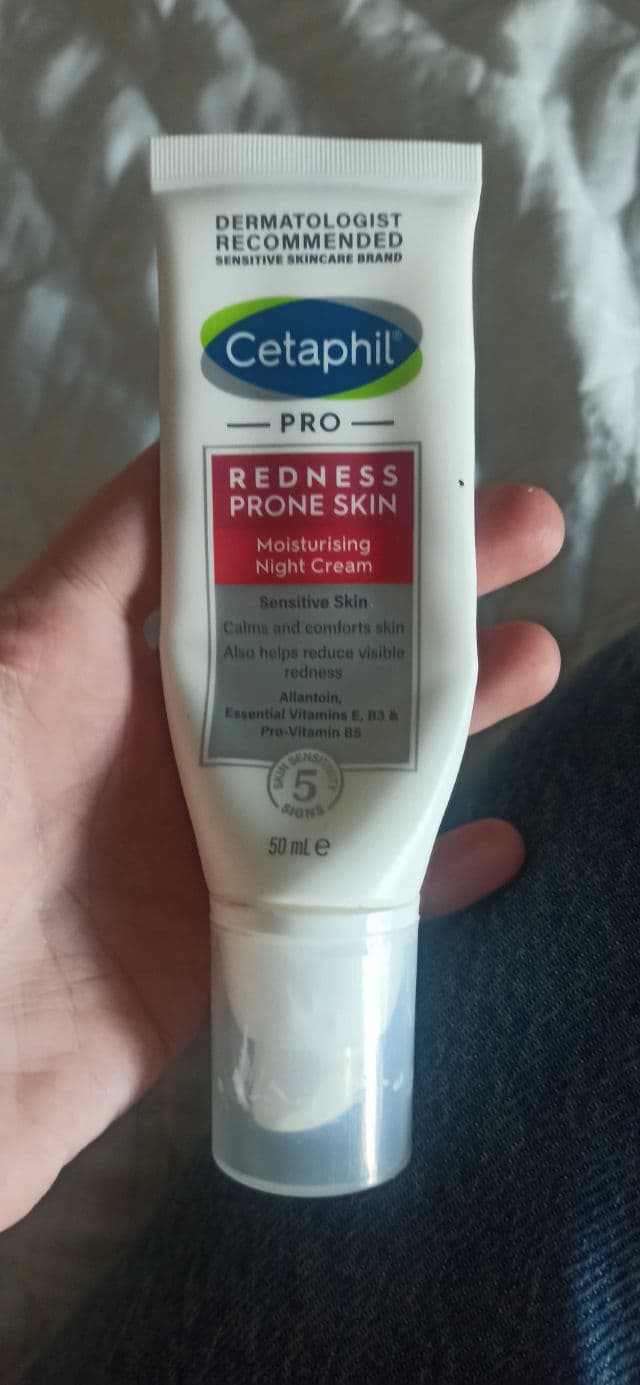 DERMATOLOGIST
RECOMMENDED
SENSITIVE SKINCARE BRAND
Cetaphil®
PRO
REDNESS
PRONE SKIN
Moisturising
Night Cream
Sensitive Skin
Calms and comforts skin
Also helps reduce visible
redness
Allantoin,
Essential Vitamins E, B3 &
Pro-Vitamin B5
SKIN SENSITIVITY
5
SIGNS
50 mL e